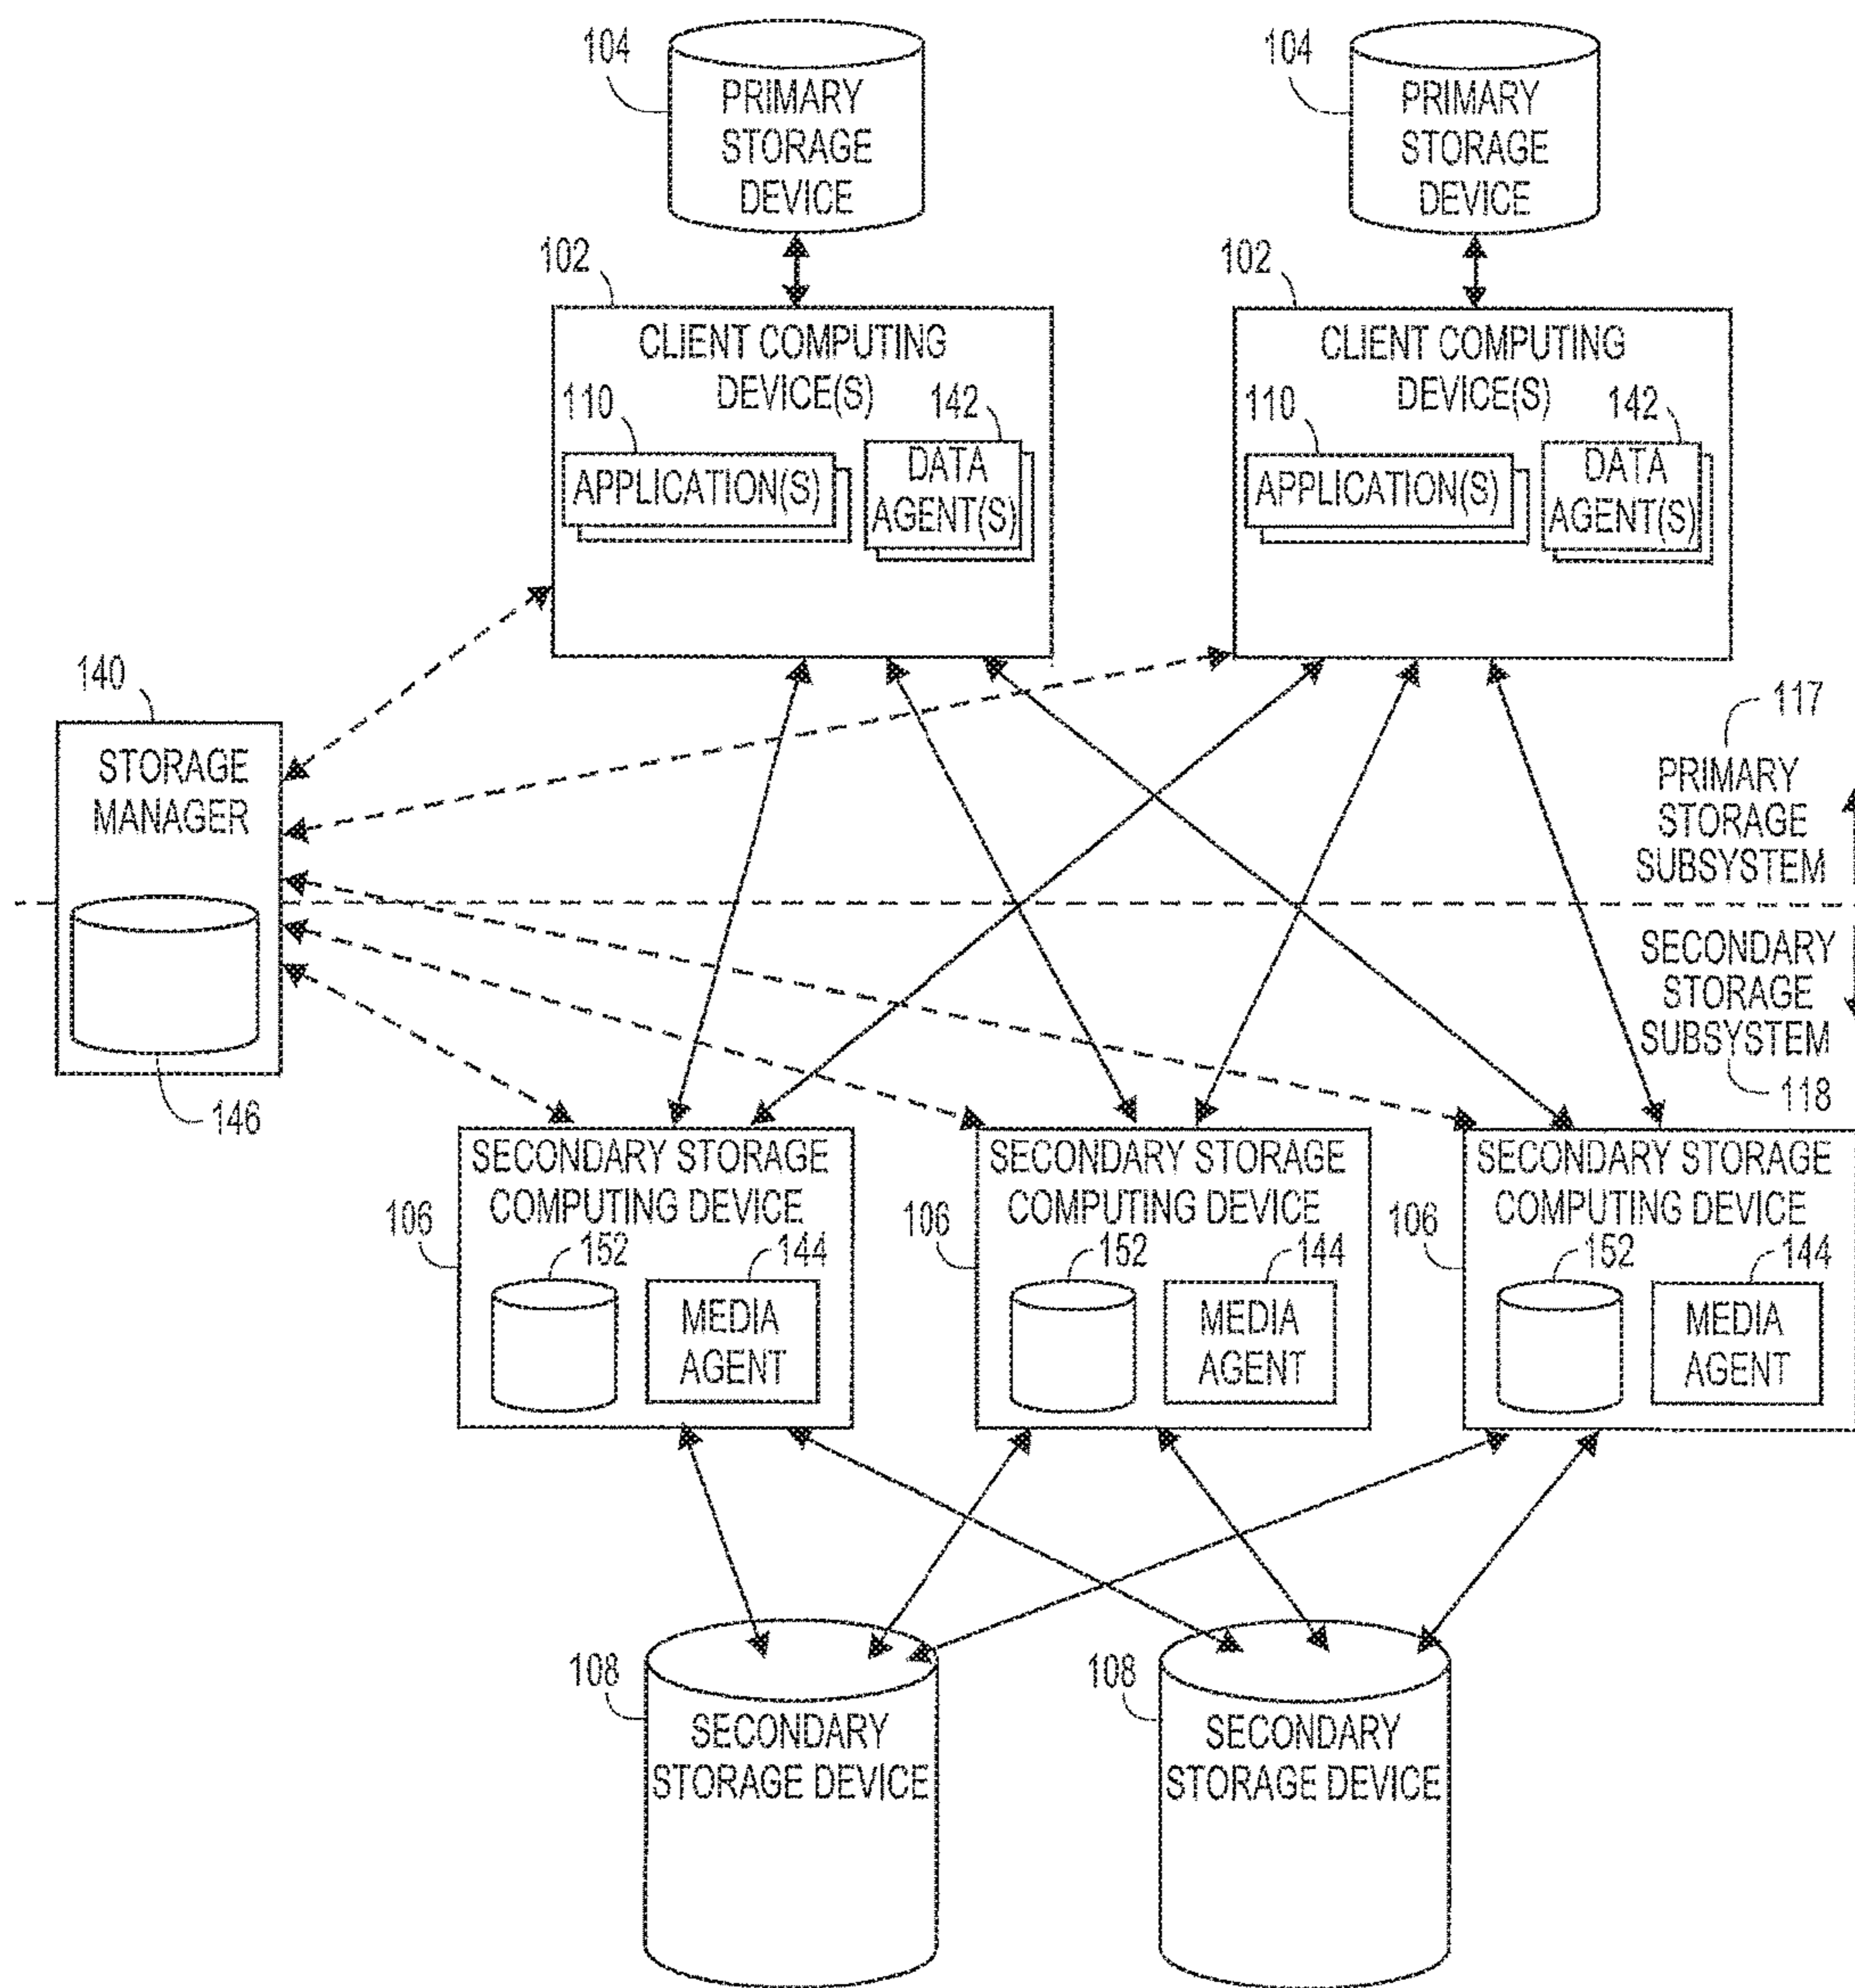 104
PRIMARY
STORAGE
DEVICE
104
PRIMARY
STORAGE
DEVICE
102
CLIENT COMPUTING
DEVICE(S)
110
APPLICATION(S)
142
DATA
AGENT(S)
102
CLIENT COMPUTING
DEVICE(S)
110
APPLICATION(S)
142
DATA
AGENT(S)
140
STORAGE
MANAGER
146
117
PRIMARY
STORAGE
SUBSYSTEM
SECONDARY
STORAGE
SUBSYSTEM
118
106
SECONDARY STORAGE
COMPUTING DEVICE
152
144
MEDIA
AGENT
106
SECONDARY STORAGE
COMPUTING DEVICE
152
144
MEDIA
AGENT
106
SECONDARY STORAGE
COMPUTING DEVICE
152
144
MEDIA
AGENT
108
SECONDARY
STORAGE DEVICE
108
SECONDARY
STORAGE DEVICE